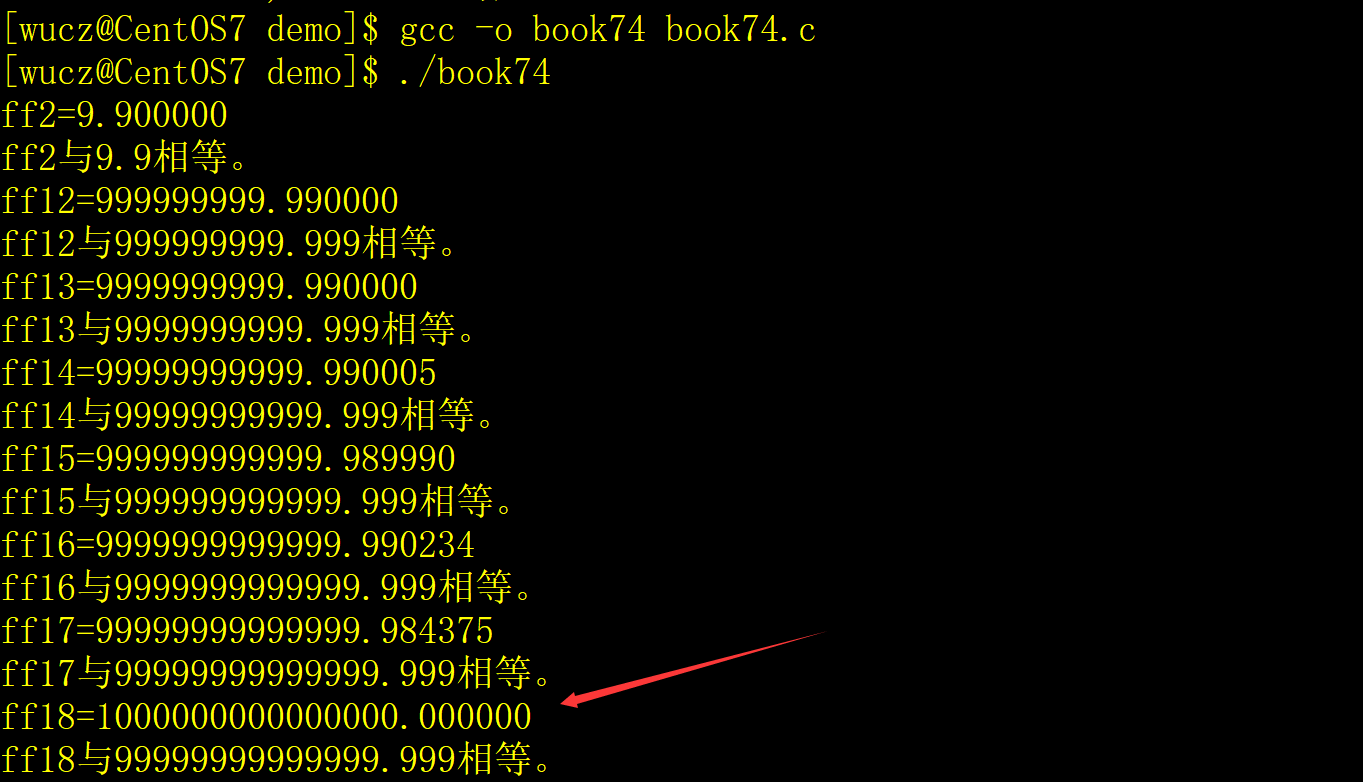 [wucz@CentOS7 demo]$ gcc -o book74 book74.c
[wucz@CentOS7 demo]$ ./book74
ff2=9.900000
ff2与9.9相等。
ff12=999999999.990000
ff12与999999999.999相等。
ff13=9999999999.990000
ff13与9999999999.999相等。
ff14=99999999999.990005
ff14与99999999999.999相等。
ff15=999999999999.989990
ff15与999999999999.999相等。
ff16=9999999999999.990234
ff16与9999999999999.999相等。
ff17=99999999999999.984375
ff17与99999999999999.999相等。
ff18=1000000000000000.000000
ff18与99999999999999.999相等。